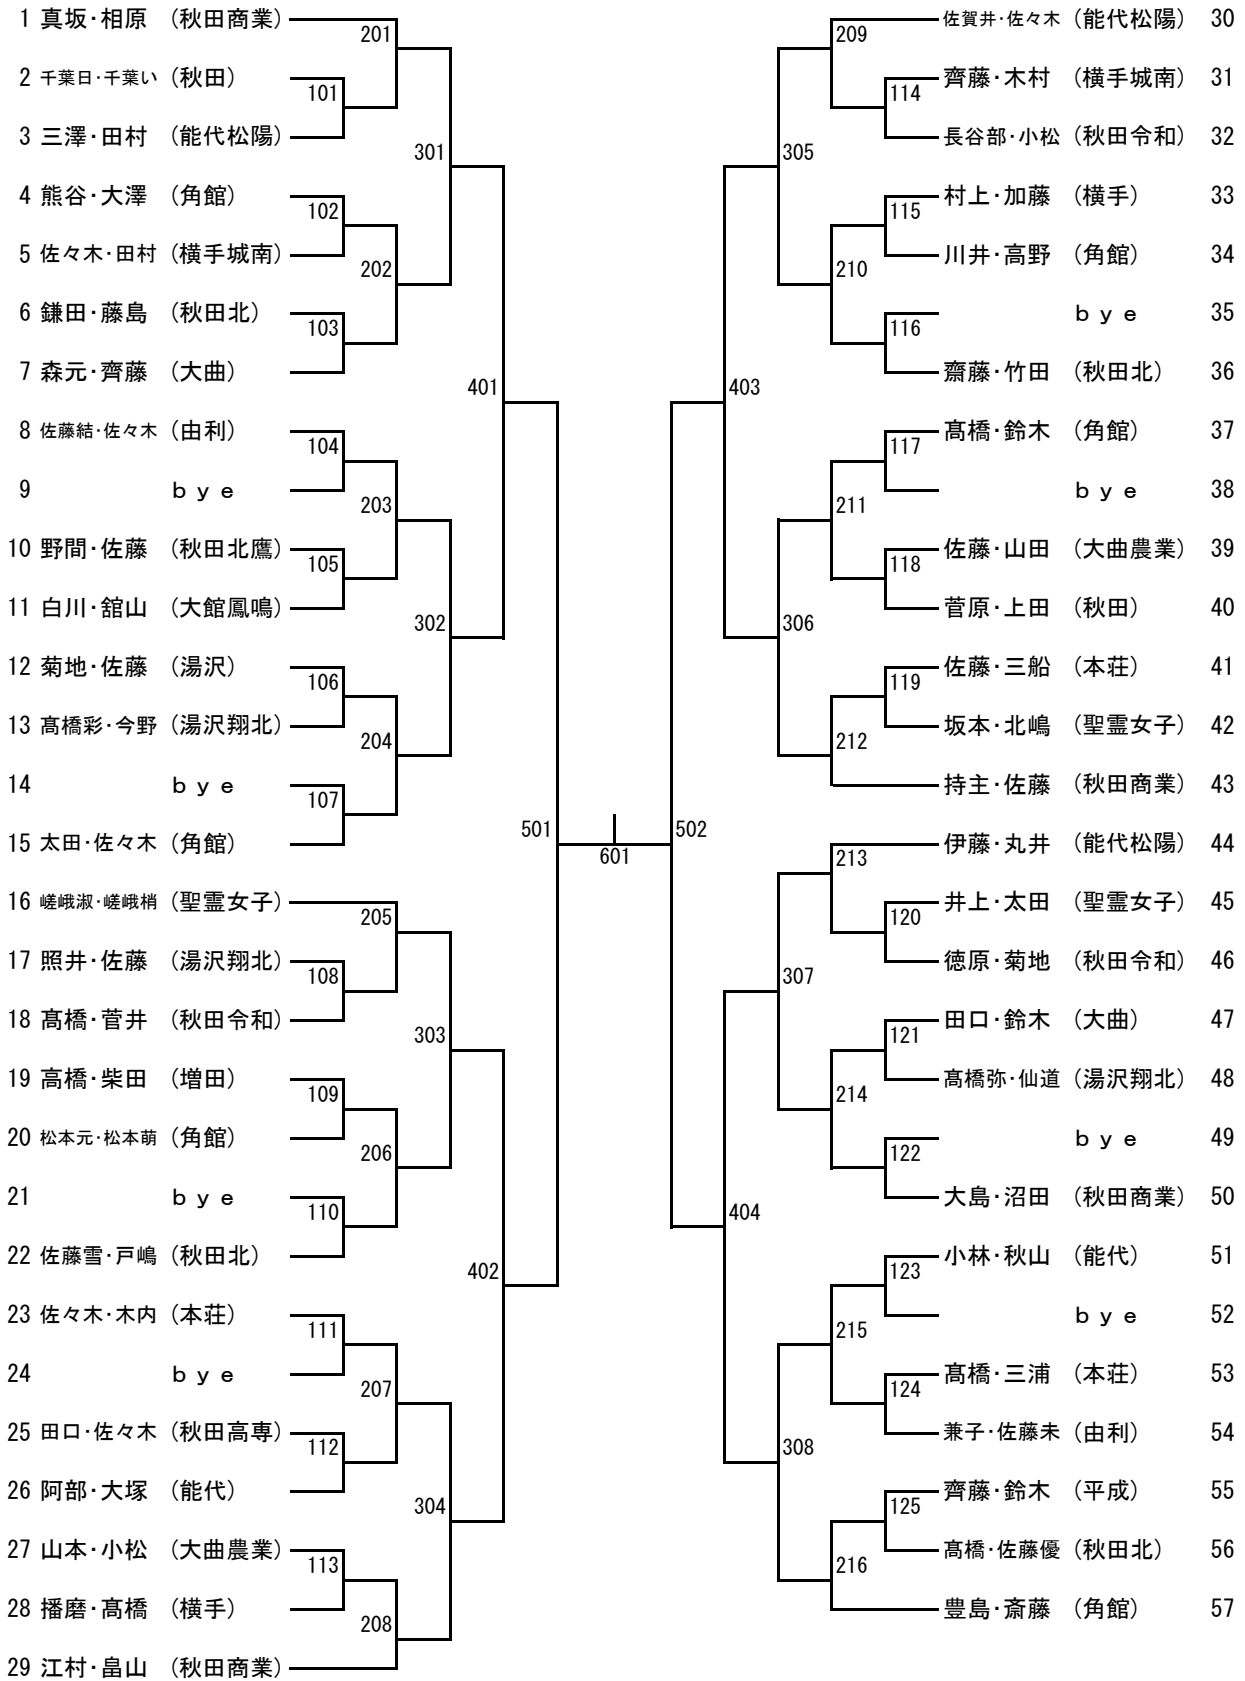 1 真坂・相原 （秋田商業）
2 千葉日・千葉い （秋田）
3 三澤・田村 （能代松陽）
4 熊谷・大澤 （角館）
5 佐々木・田村 （横手城南）
6 鎌田・藤島 （秋田北）
7 森元・齊藤 （大曲）
8 佐藤結・佐々木 （由利）
9 ｂｙｅ
10 野間・佐藤 （秋田北鷹）
11 白川・舘山 （大館鳳鳴）
12 菊地・佐藤 （湯沢）
13 髙橋彩・今野 （湯沢翔北）
14 ｂｙｅ
15 太田・佐々木 （角館）
16 嵯峨淑・嵯峨梢 （聖霊女子）
17 照井・佐藤 （湯沢翔北）
18 髙橋・菅井 （秋田令和）
19 高橋・柴田 （増田）
20 松本元・松本萌 （角館）
21 ｂｙｅ
22 佐藤雪・戸嶋 （秋田北）
23 佐々木・木内 （本荘）
24 ｂｙｅ
25 田口・佐々木 （秋田高専）
26 阿部・大塚 （能代）
27 山本・小松 （大曲農業）
28 播磨・髙橋 （横手）
29 江村・畠山 （秋田商業）
101
102
103
104
105
106
107
108
109
110
111
112
113
201
202
203
204
205
206
207
208
301
302
303
304
401
402
501
601
502
403
404
305
306
307
308
209
210
211
212
213
214
215
216
114
115
116
117
118
119
120
121
122
123
124
125
佐賀井・佐々木 （能代松陽） 30
齊藤・木村 （横手城南） 31
長谷部・小松 （秋田令和） 32
村上・加藤 （横手） 33
川井・高野 （角館） 34
ｂｙｅ 35
齋藤・竹田 （秋田北） 36
髙橋・鈴木 （角館） 37
ｂｙｅ 38
佐藤・山田 （大曲農業） 39
菅原・上田 （秋田） 40
佐藤・三船 （本荘） 41
坂本・北嶋 （聖霊女子） 42
持主・佐藤 （秋田商業） 43
伊藤・丸井 （能代松陽） 44
井上・太田 （聖霊女子） 45
徳原・菊地 （秋田令和） 46
田口・鈴木 （大曲） 47
髙橋弥・仙道 （湯沢翔北） 48
ｂｙｅ 49
大島・沼田 （秋田商業） 50
小林・秋山 （能代） 51
ｂｙｅ 52
髙橋・三浦 （本荘） 53
兼子・佐藤未 （由利） 54
齊藤・鈴木 （平成） 55
髙橋・佐藤優 （秋田北） 56
豊島・斎藤 （角館） 57